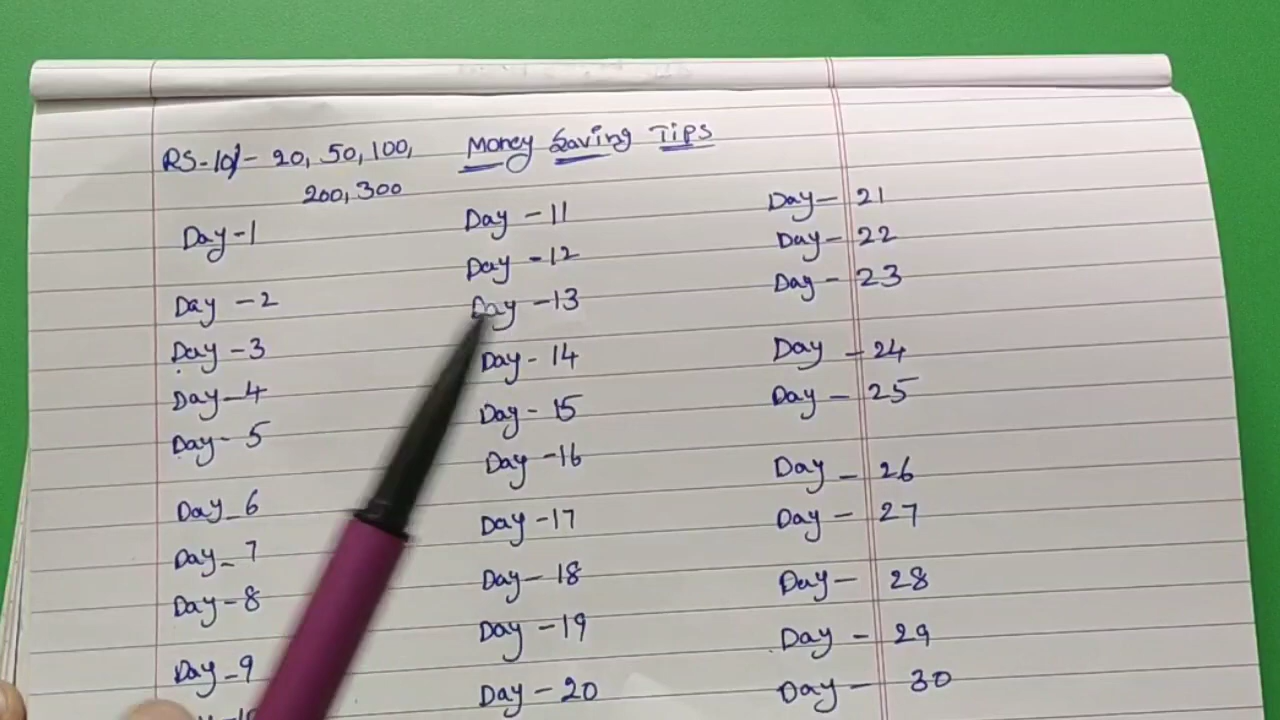 Money Saving Tips
RS-10/- 20, 50, 100,
200, 300
Day-1
Day -2
Day -3
Day-4
Day- 5
Day-6
Day- 7
Day-8
Day-9
Day -11
Day -12
Day -13
Day- 14
Day- 15
Day -16
Day -17
Day- 18
Day -19
Day- 20
Day- 21
Day- 22
Day- 23
Day - 24
Day - 25
Day - 26
Day - 27
Day- 28
Day - 29
Day - 30